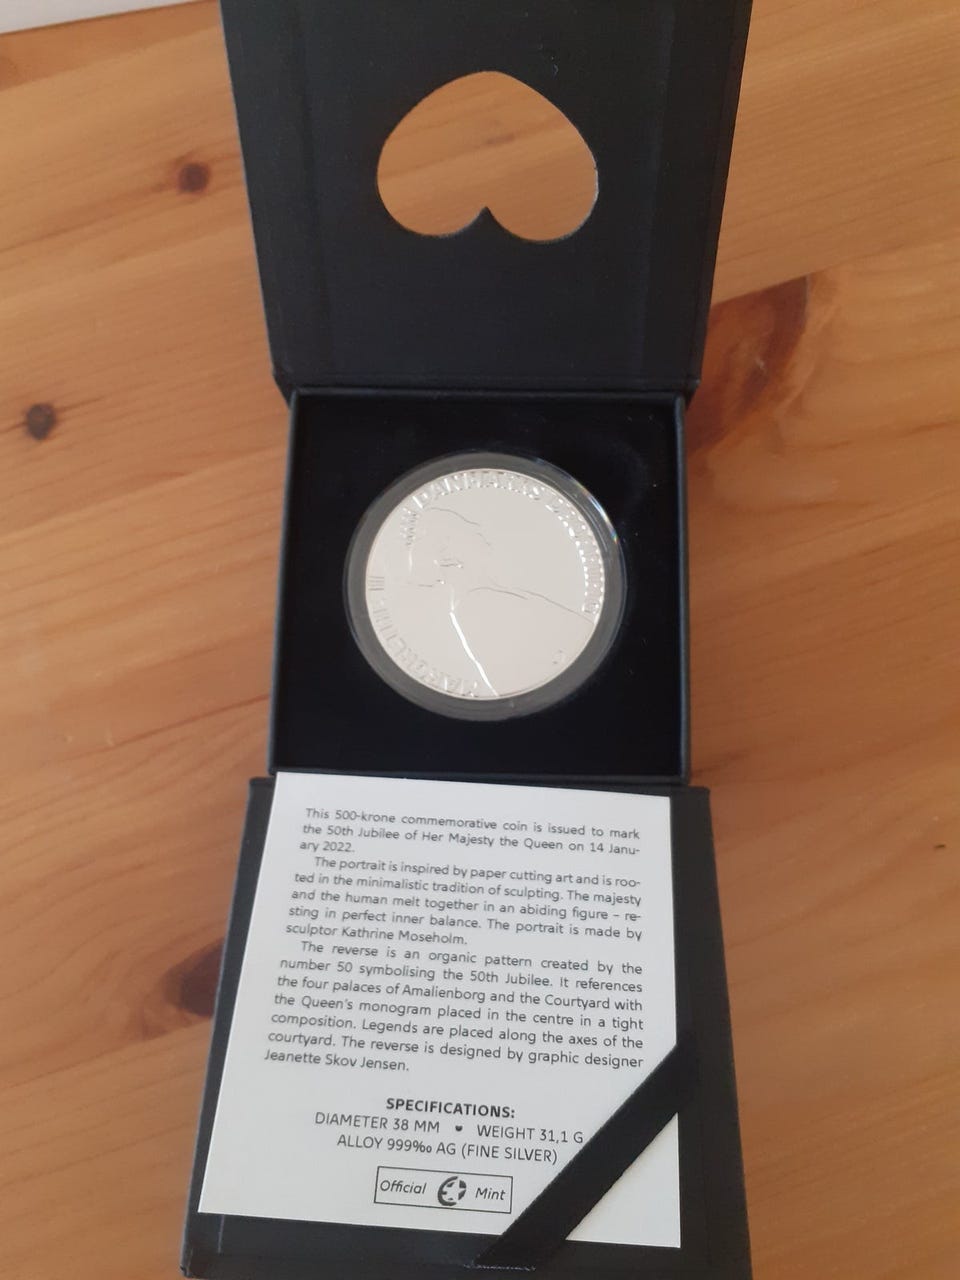 DANMARKS DRONNING
MARGRETHE II
This 500-krone commemorative coin is issued to mark
the 50th Jubilee of Her Majesty the Queen on 14 Janu-
ary 2022.
The portrait is inspired by paper cutting art and is roo-
ted in the minimalistic tradition of sculpting. The majesty
and the human melt together in an abiding figure – re-
sting in perfect inner balance. The portrait is made by
sculptor Kathrine Moseholm.
The reverse is an organic pattern created by the
number 50 symbolising the 50th Jubilee. It references
the four palaces of Amalienborg and the Courtyard with
the Queen's monogram placed in the centre in a tight
composition. Legends are placed along the axes of the
courtyard. The reverse is designed by graphic designer
Jeanette Skov Jensen.
SPECIFICATIONS:
DIAMETER 38 MM ♥ WEIGHT 31,1 G
ALLOY 999‰ AG (FINE SILVER)
Official Mint